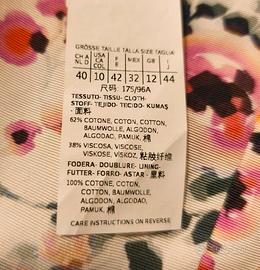 GRÖSSE TAILLE TALLA SIZE TAGLIA
CH A NL D USA CA COL F E MEX GB I J
40 10 42 32 12 44
尺码 175/96A
TESSUTO- TISSU- CLOTH-
STOFF- TEJIDO- TECIDO- KUMAŞ
- 面料
62% COTONE, COTON, COTTON,
BAUMWOLLE, ALGODON,
ALGODAO, PAMUK, 棉
38% VISCOSA, VISCOSE,
VISKOSE, VISKOZ, 粘胶纤维
FODERA- DOUBLURE- LINING-
FUTTER- FORRO- ASTAR - 里料
100% COTONE, COTON,
COTTON, BAUMWOLLE,
ALGODON, ALGODAO,
PAMUK, 棉
CARE INSTRUCTIONS ON REVERSE